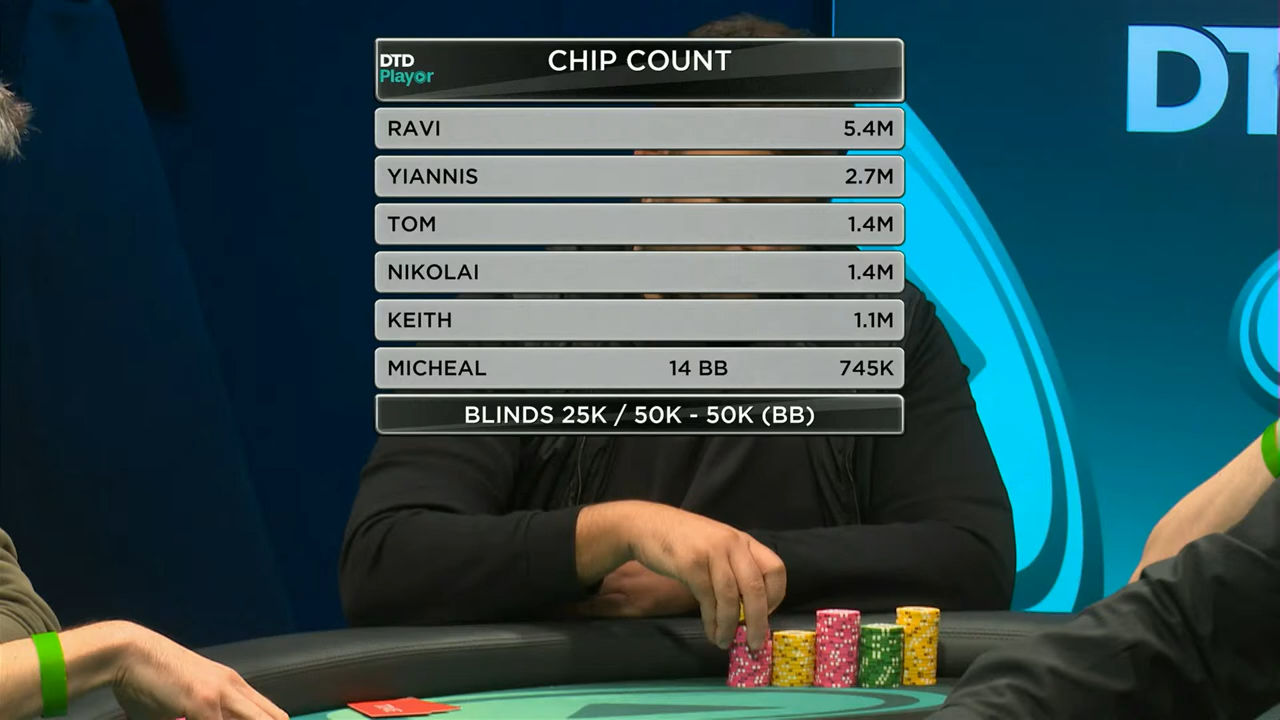 DTD
Player
CHIP COUNT
RAVI 5.4M
YIANNIS 2.7M
TOM 1.4M
NIKOLAI 1.4M
KEITH 1.1M
MICHEAL 14 BB 745K
BLINDS 25K / 50K - 50K (BB)
DT